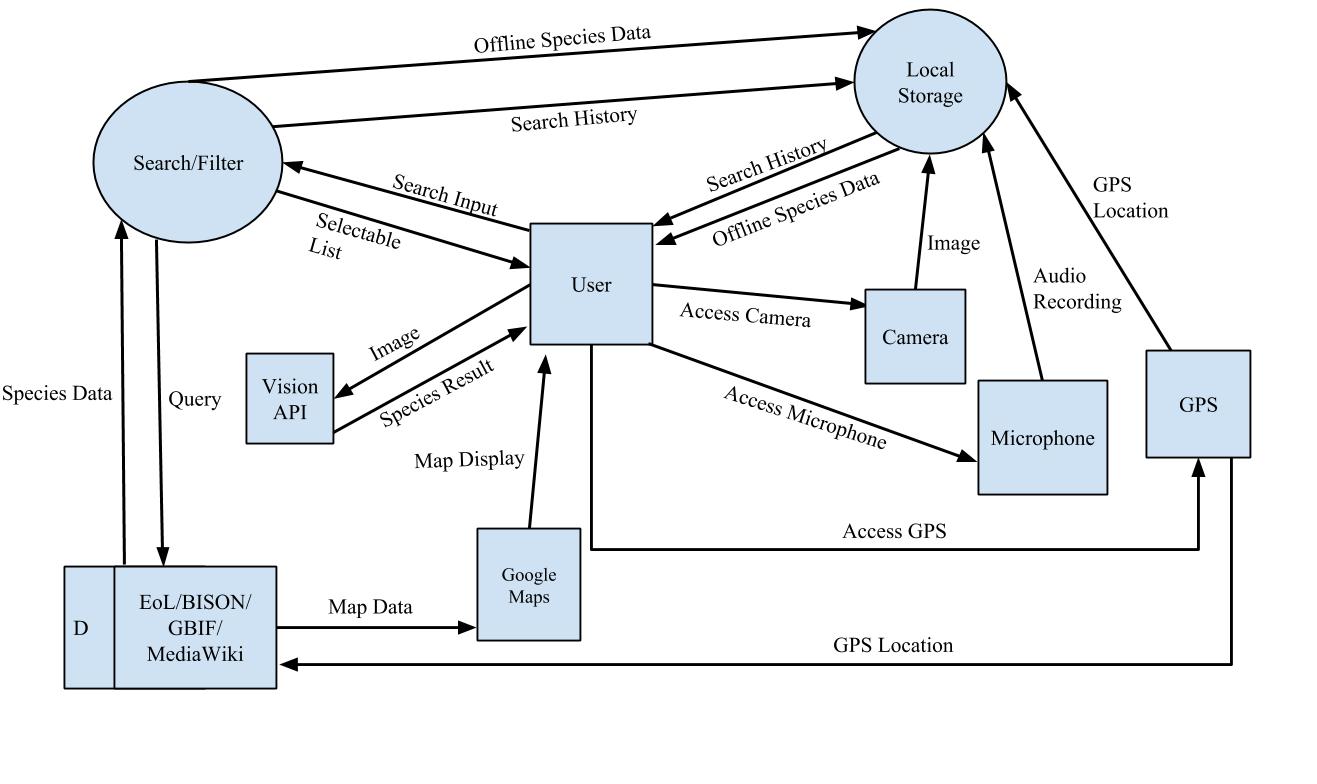 Offline Species Data
Local
Storage
Search History
Search/Filter
Search History
Search Input
Offline Species Data
GPS
Location
Selectable
List
Image
User
Audio
Recording
Access Camera
Camera
Image
Species Result
Vision
API
Species Data
Query
Access Microphone
GPS
Microphone
Map Display
Access GPS
Google
Maps
EoL/BISON/
GBIF/
MediaWiki
D
Map Data
GPS Location